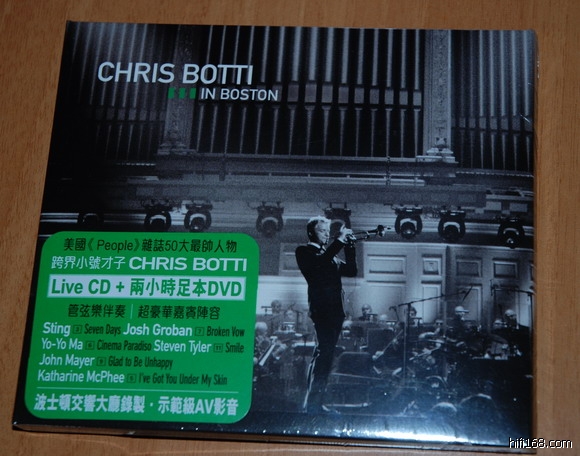 CHRIS BOTTI
IN BOSTON
美國《People》雜誌50大最帥人物
跨界小號才子 CHRIS BOTTI
Live CD + 兩小時足本DVD
管弦樂伴奏 超豪華嘉賓陣容
Sting 3 Seven Days Josh Groban 7 Broken Vow
Yo-Yo Ma 6 Cinema Paradiso Steven Tyler 11 Smile
John Mayer 9 Glad to Be Unhappy
Katharine McPhee I've Got You Under My Skin
波士頓交響大廳錄製・示範級AV影音
hifi168.com